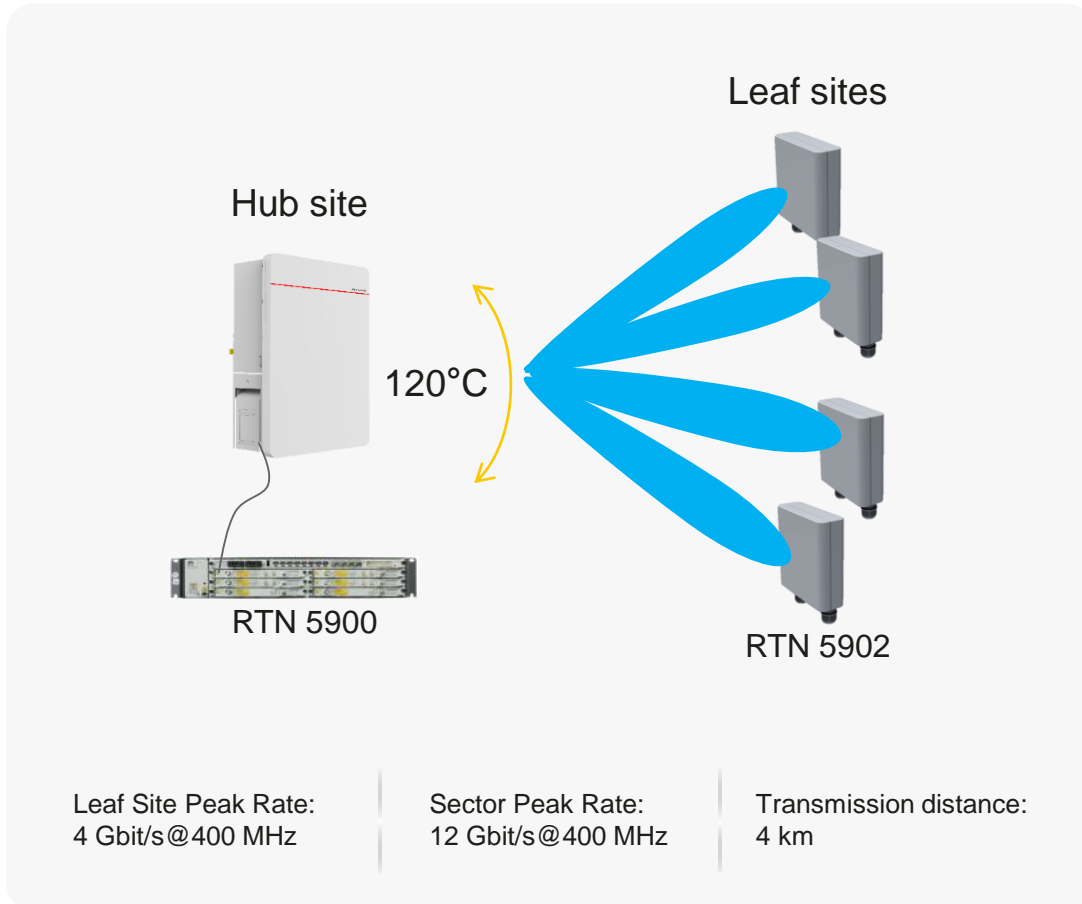 Leaf sites
Hub site
120°C
RTN 5900
RTN 5902
Leaf Site Peak Rate:
4 Gbit/s@400 MHz
Sector Peak Rate:
12 Gbit/s@400 MHz
Transmission distance:
4 km